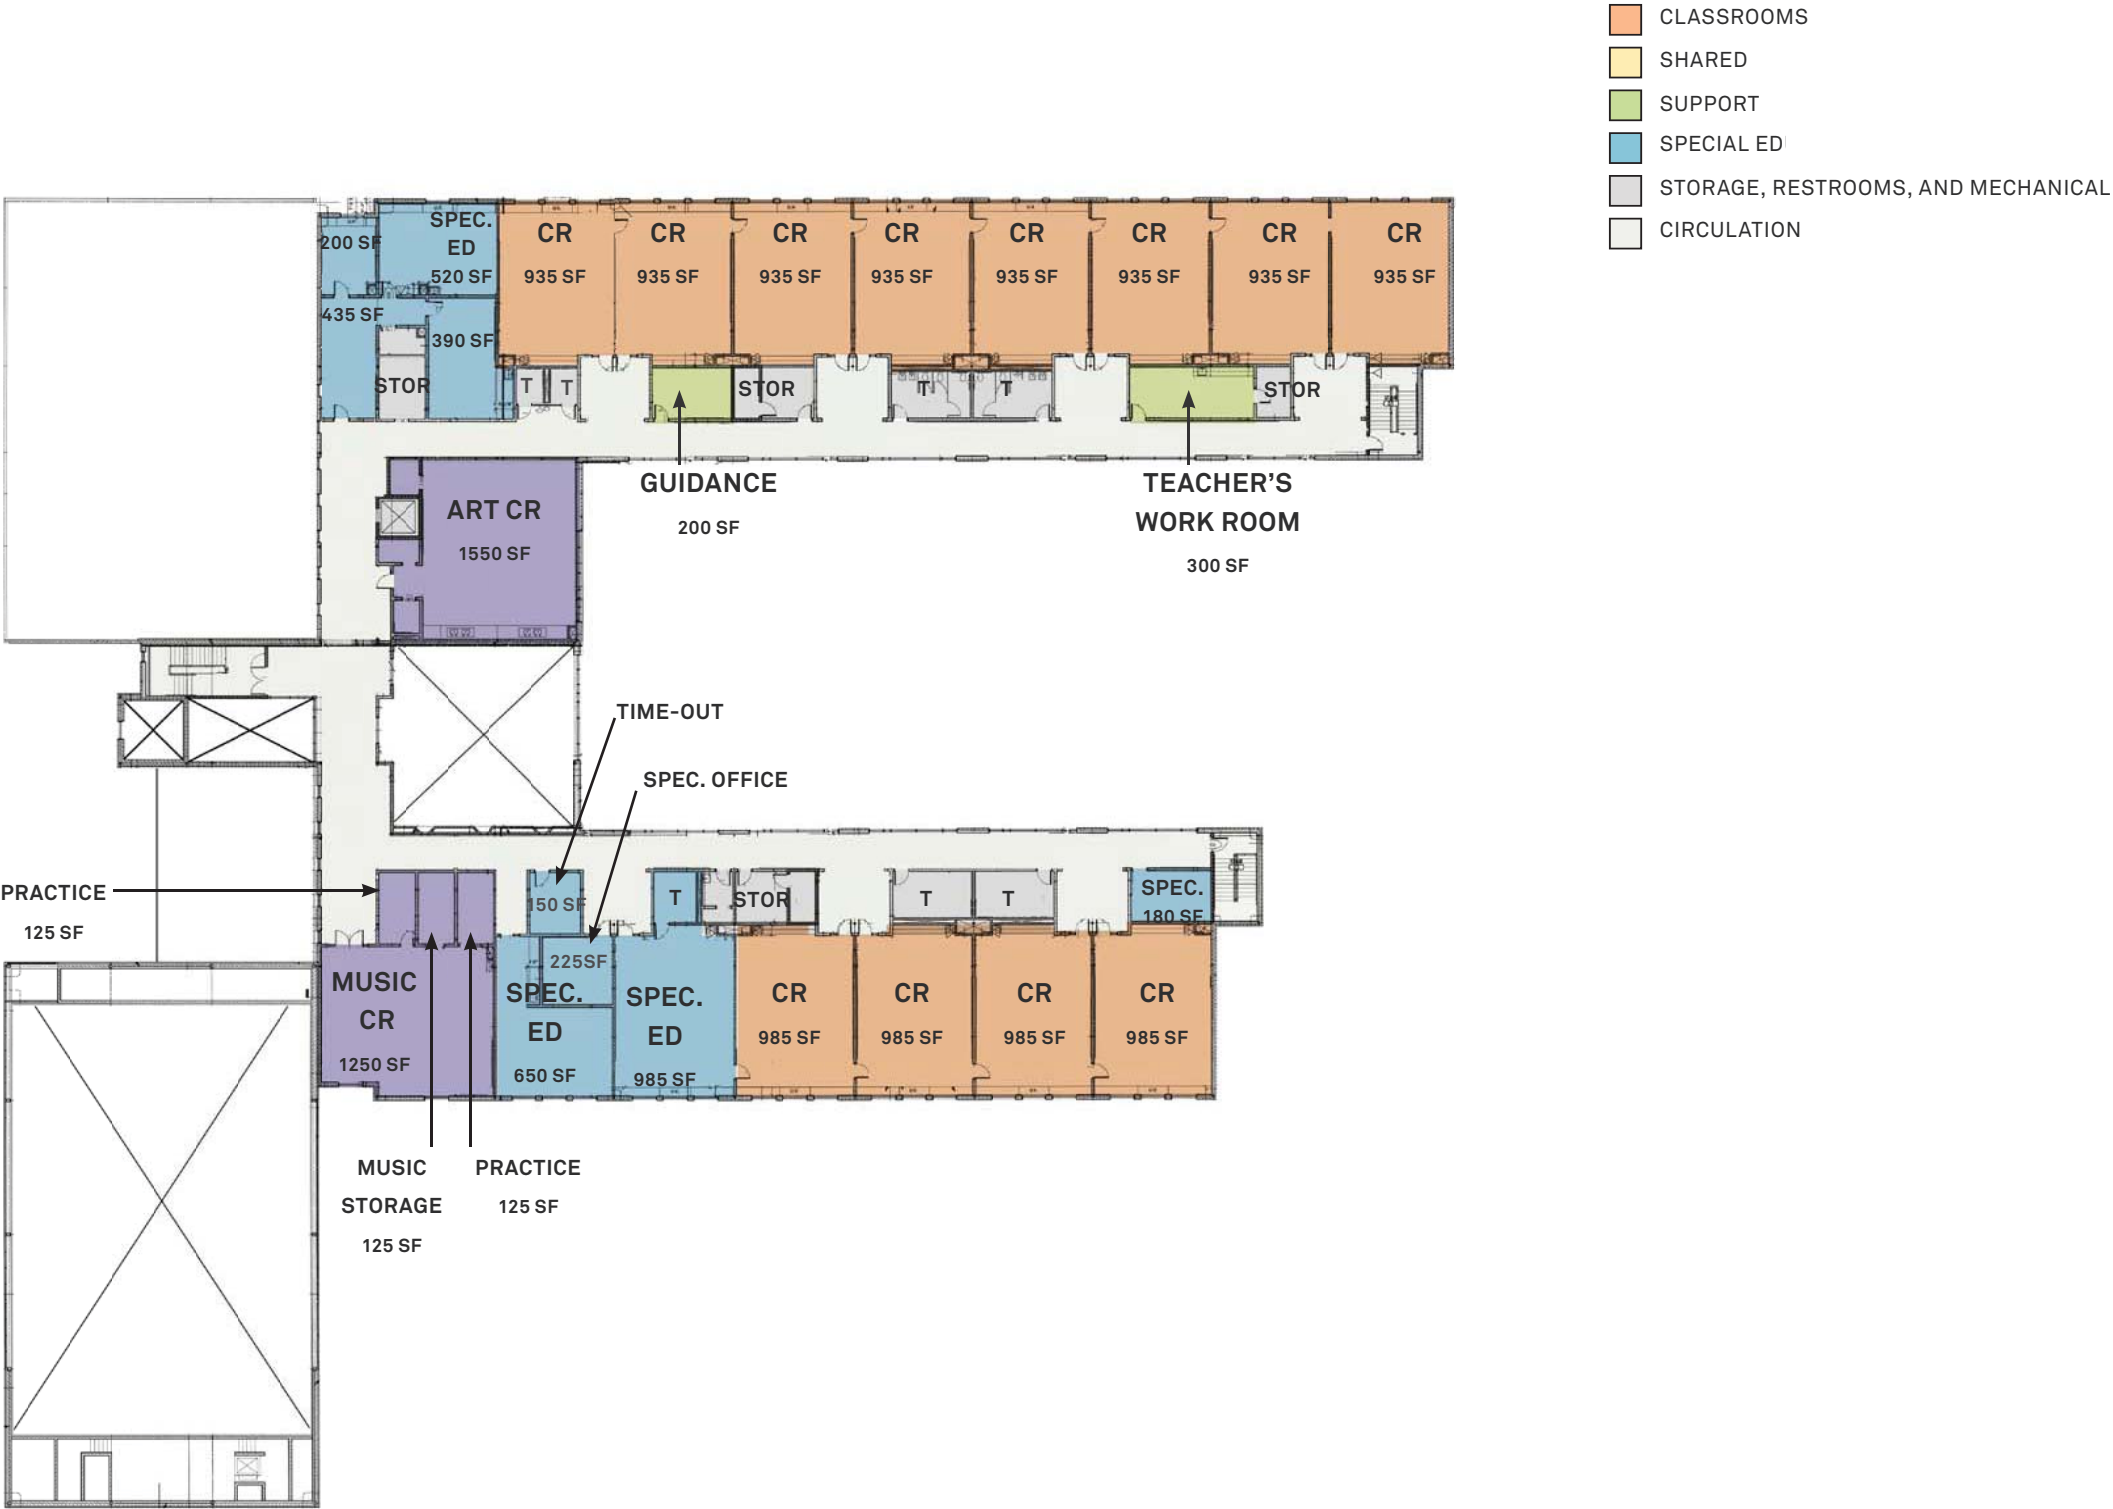 CLASSROOMS
SHARED
SUPPORT
SPECIAL ED
STORAGE, RESTROOMS, AND MECHANICAL
CIRCULATION
200 SF
SPEC.
ED
520 SF
435 SF
390 SF
STOR
CR
935 SF
CR
935 SF
CR
935 SF
CR
935 SF
CR
935 SF
CR
935 SF
CR
935 SF
CR
935 SF
T
T
STOR
T
T
STOR
GUIDANCE
200 SF
TEACHER'S
WORK ROOM
300 SF
ART CR
1550 SF
TIME-OUT
SPEC. OFFICE
PRACTICE
125 SF
150 SF
T
STOR
T
T
SPEC.
180 SF
225SF
MUSIC
CR
1250 SF
SPEC.
ED
650 SF
SPEC.
ED
985 SF
CR
985 SF
CR
985 SF
CR
985 SF
CR
985 SF
MUSIC
STORAGE
125 SF
PRACTICE
125 SF